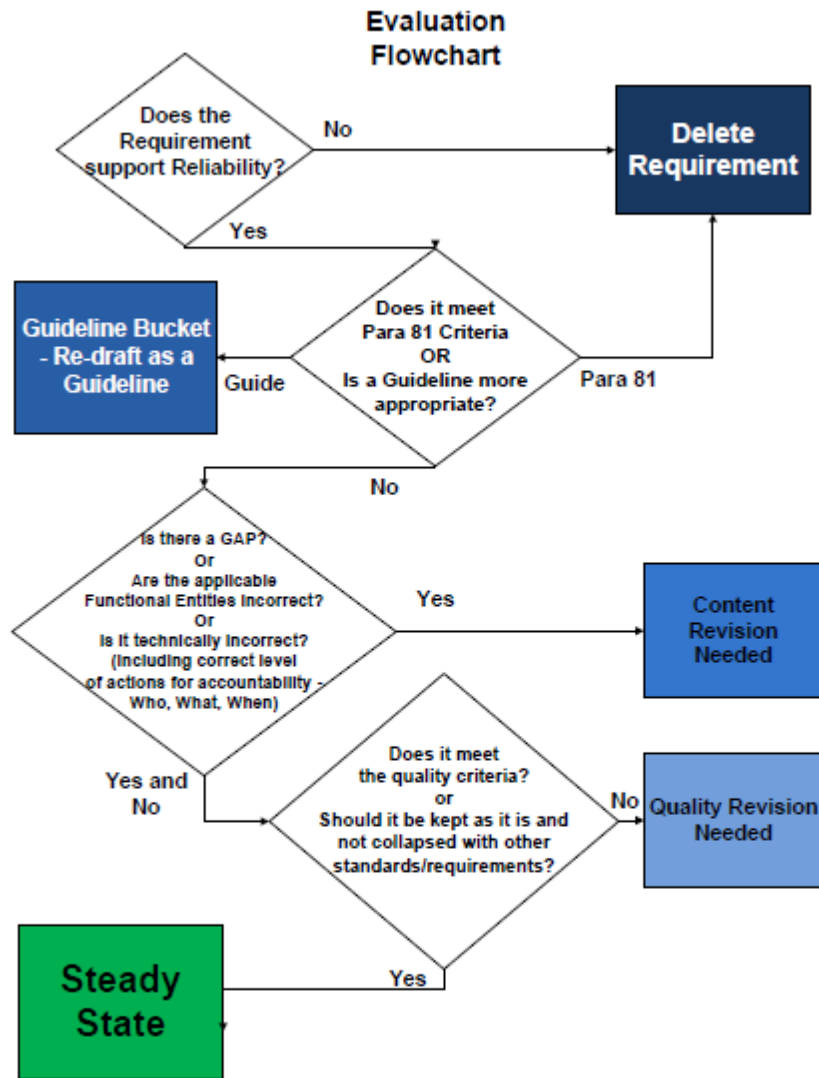 Evaluation
Flowchart
Does the
Requirement
support Reliability?
No
Delete
Requirement
Yes
Guideline Bucket
- Re-draft as a
Guideline
Guide
Does it meet
Para 81 Criteria
OR
Is a Guideline more
appropriate?
Para 81
No
Is there a GAP?
Or
Are the applicable
Functional Entities incorrect?
Or
Is it technically incorrect?
(including correct level
of actions for accountability -
Who, What, When)
Yes
Content
Revision
Needed
Yes and
No
Does it meet
the quality criteria?
or
Should it be kept as it is and
not collapsed with other
standards/requirements?
No
Quality Revision
Needed
Yes
Steady
State